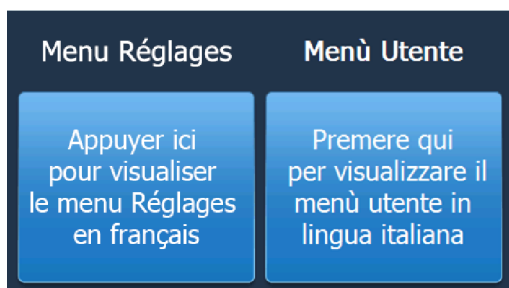 Menu Réglages
Menù Utente
Appuyer ici
pour visualiser
le menu Réglages
en français
Premere qui
per visualizzare il
menù utente in
lingua italiana